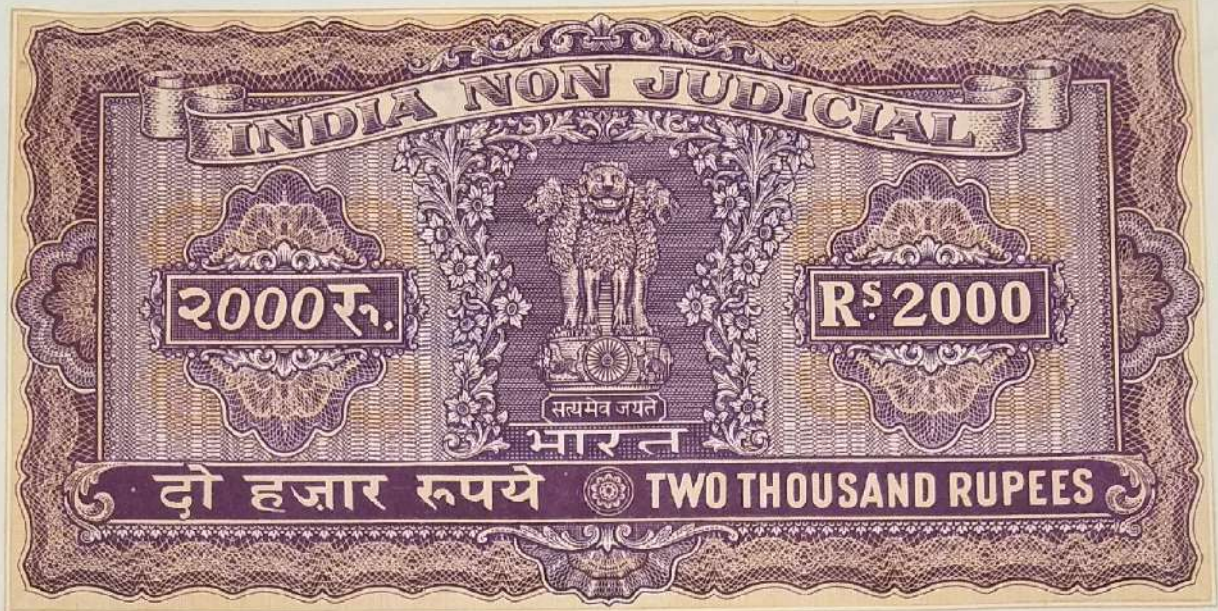 INDIA NON JUDICIAL
२000रु.
Rs. 2000
सत्यमेव जयते
भारत
दो हज़ार रूपये TWO THOUSAND RUPEES